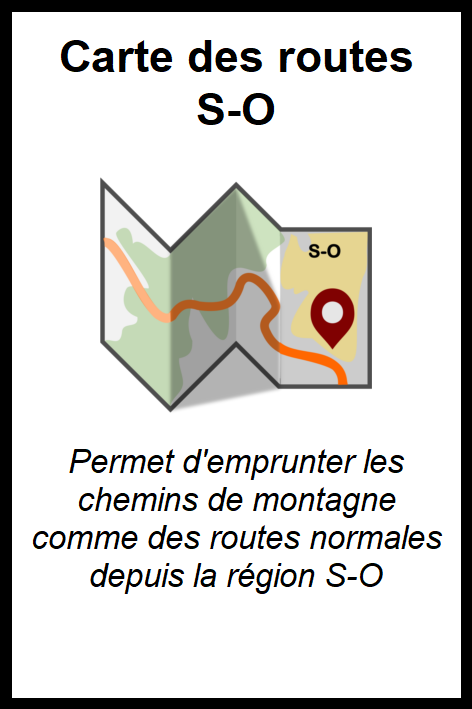 Carte des routes
S-O
S-O
Permet d'emprunter les
chemins de montagne
comme des routes normales
depuis la région S-O